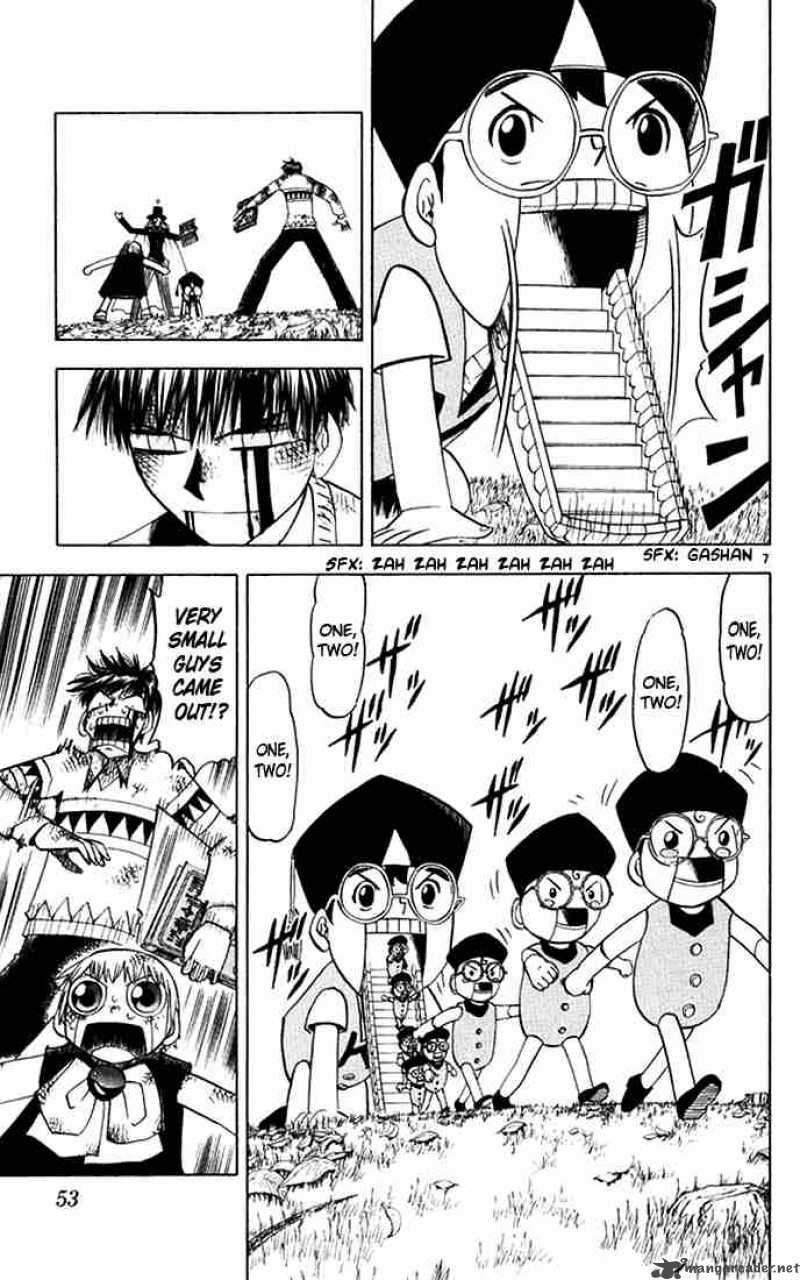 ガシャン
SFX: GASHAN
7
SFX: ZAH ZAH ZAH ZAH ZAH ZAH
ONE,
TWO!
ONE,
TWO!
ONE,
TWO!
ONE,
TWO!
ザッ
ザッ
ザッ
ザッ
ザッ
ザッ
VERY
SMALL
GUYS
CAME
OUT!?
53
mangareader.net